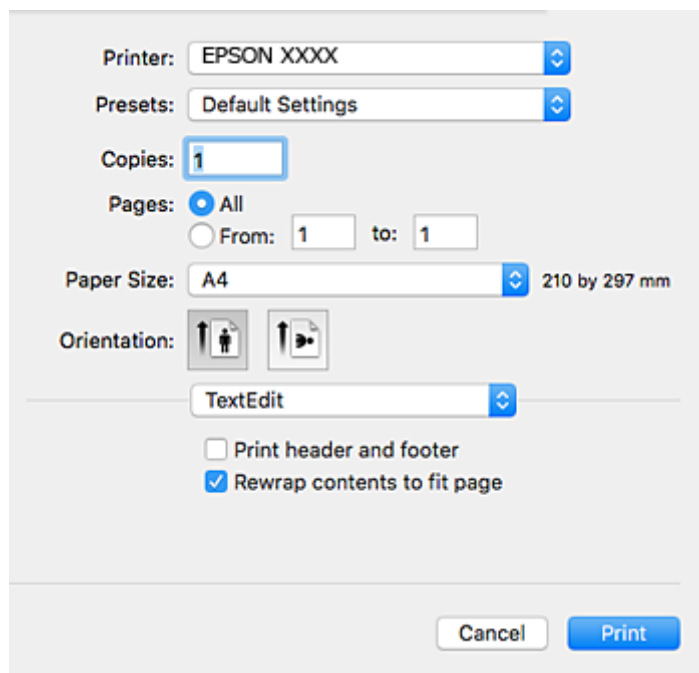 Printer: EPSON XXXX
Presets: Default Settings
Copies: 1
Pages: All
From: 1 to: 1
Paper Size: A4 210 by 297 mm
Orientation:
TextEdit
Print header and footer
Rewrap contents to fit page
Cancel Print